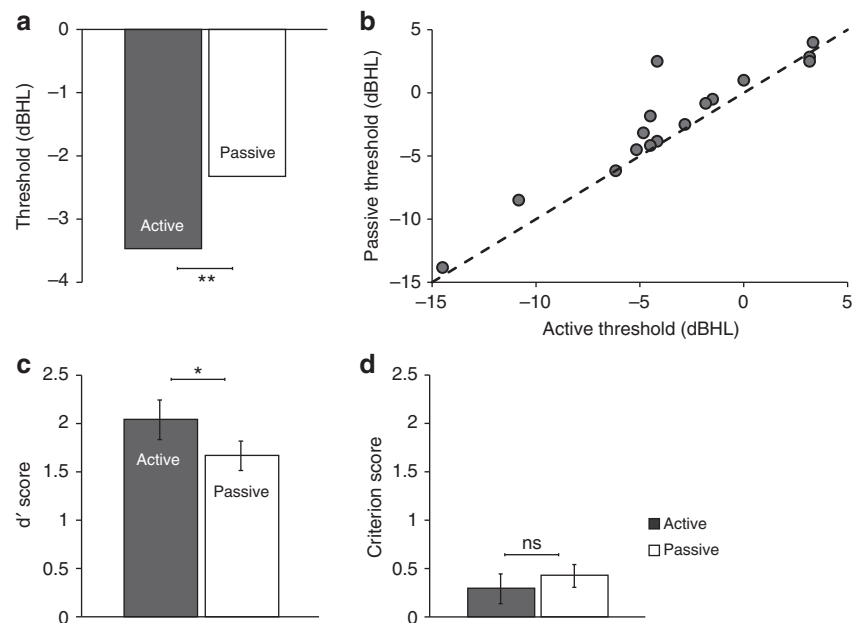 a
0
–1
–2
–3
–4
Threshold (dBHL)
Active
Passive
**
b
5
0
–5
–10
–15
Passive threshold (dBHL)
–15
–10
–5
0
5
Active threshold (dBHL)
c
2.5
2
1.5
1
0.5
0
d′ score
*
Active
Passive
d
2.5
2
1.5
1
0.5
0
Criterion score
ns
Active
Passive